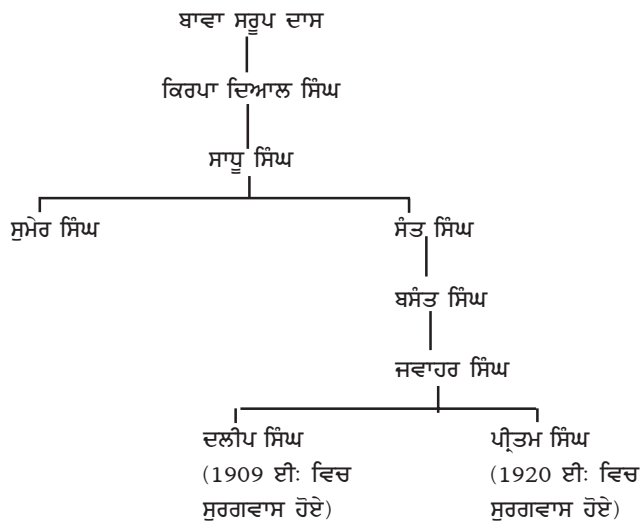 ਬਾਵਾ ਸਰੂਪ ਦਾਸ
ਕਿਰਪਾ ਦਿਆਲ ਸਿੰਘ
ਸਾਧੂ ਸਿੰਘ
ਸੁਮੇਰ ਸਿੰਘ
ਸੰਤ ਸਿੰਘ
ਬਸੰਤ ਸਿੰਘ
ਜਵਾਹਰ ਸਿੰਘ
ਦਲੀਪ ਸਿੰਘ
(1909 ਈਃ ਵਿਚ
ਸੁਰਗਵਾਸ ਹੋਏ)
ਪ੍ਰੀਤਮ ਸਿੰਘ
(1920 ਈਃ ਵਿਚ
ਸੁਰਗਵਾਸ ਹੋਏ)